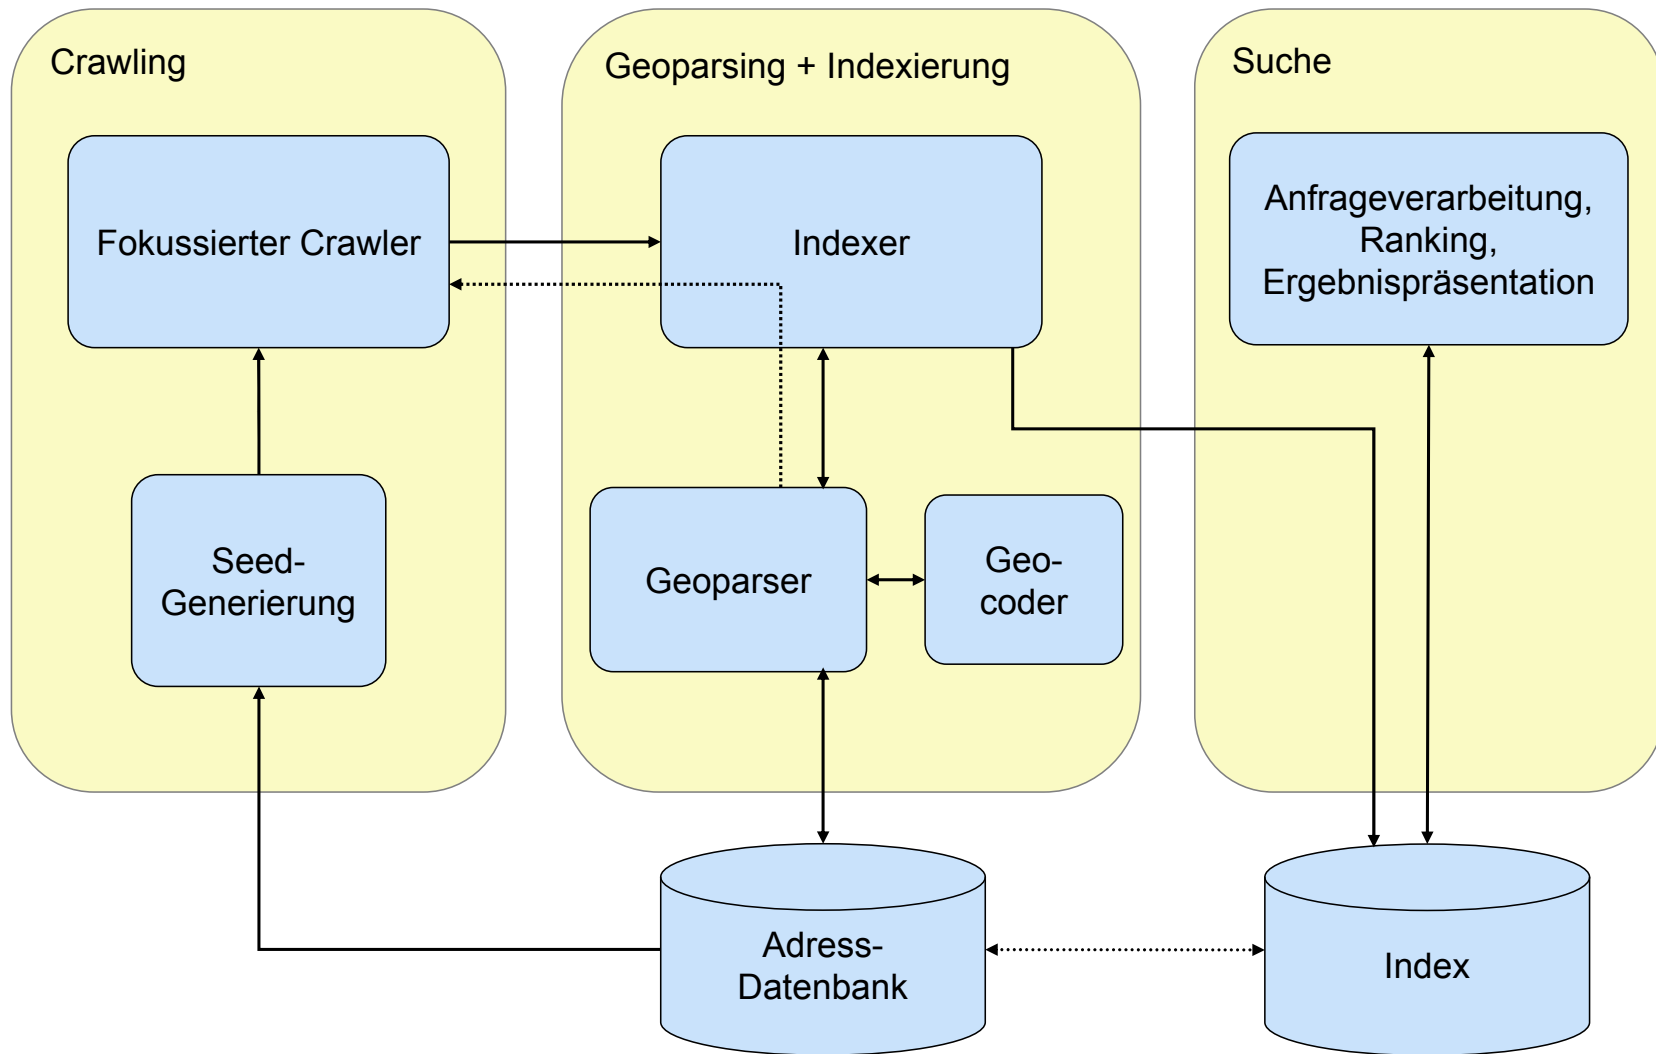 Crawling
Fokussierter Crawler
Seed-
Generierung
Geoparsing + Indexierung
Indexer
Geoparser
Geo-
coder
Suche
Anfrageverarbeitung,
Ranking,
Ergebnispräsentation
Adress-
Datenbank
Index